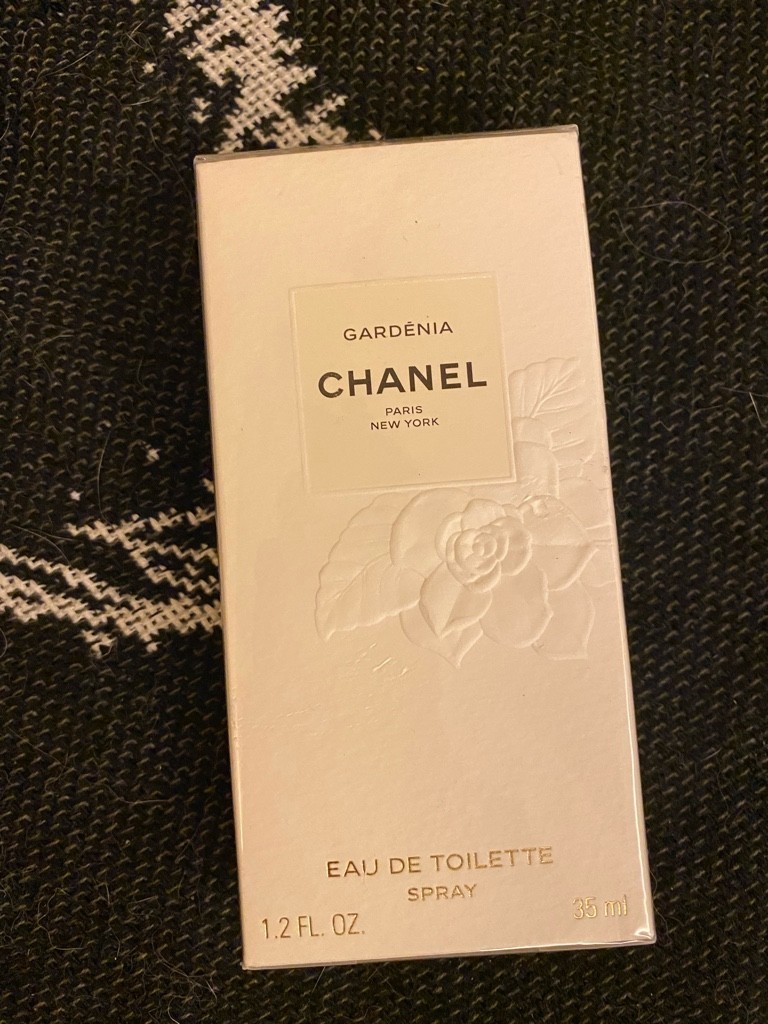 GARDÉNIA
CHANEL
PARIS
NEW YORK
EAU DE TOILETTE
SPRAY
1.2 FL. OZ.
35 ml